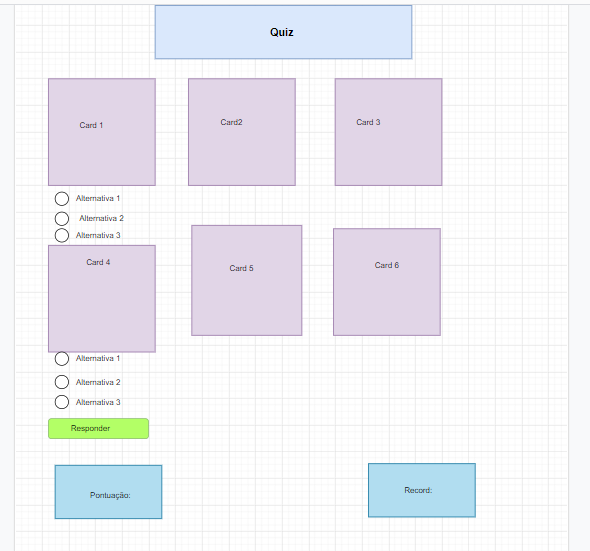 Quiz
Card 1
Card2
Card 3
Alternativa 1
Alternativa 2
Alternativa 3
Card 4
Card 5
Card 6
Alternativa 1
Alternativa 2
Alternativa 3
Responder
Pontuação:
Record: